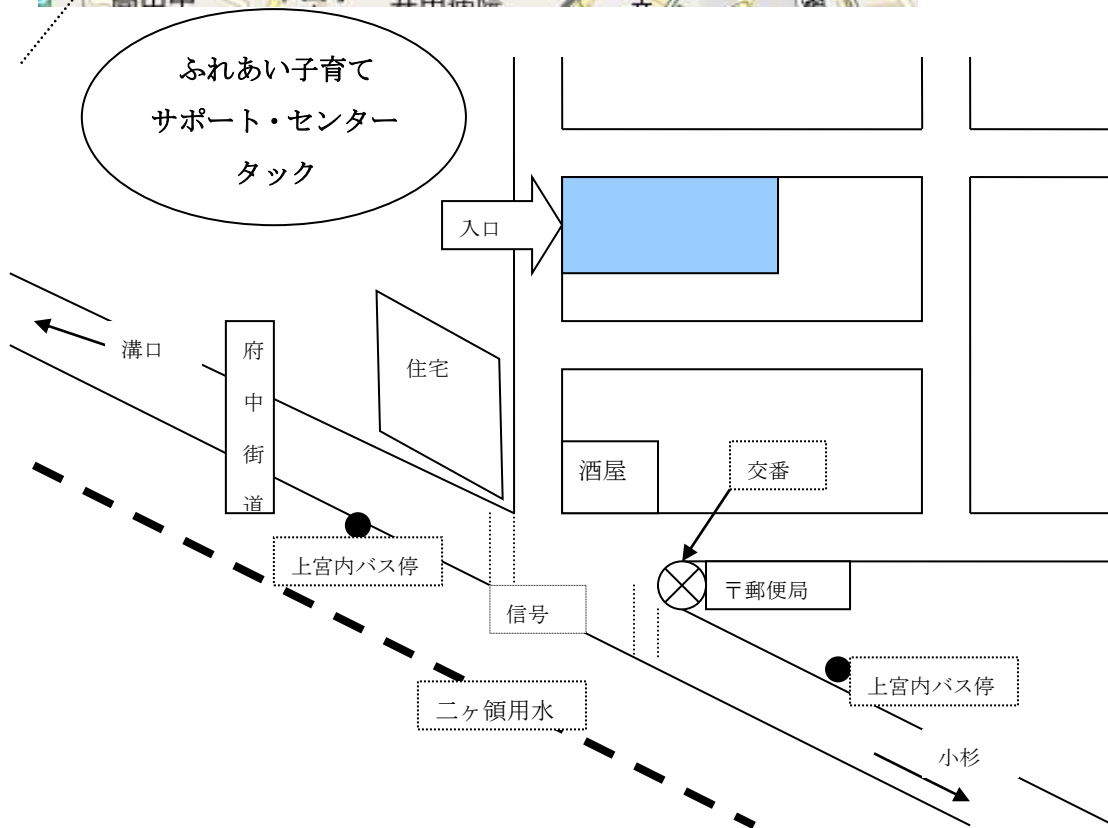 ふれあい子育て
サポート・センター
タック
入口
溝口
府中街道
住宅
酒屋
交番
上宮内バス停
〒郵便局
信号
上宮内バス停
二ヶ領用水
小杉